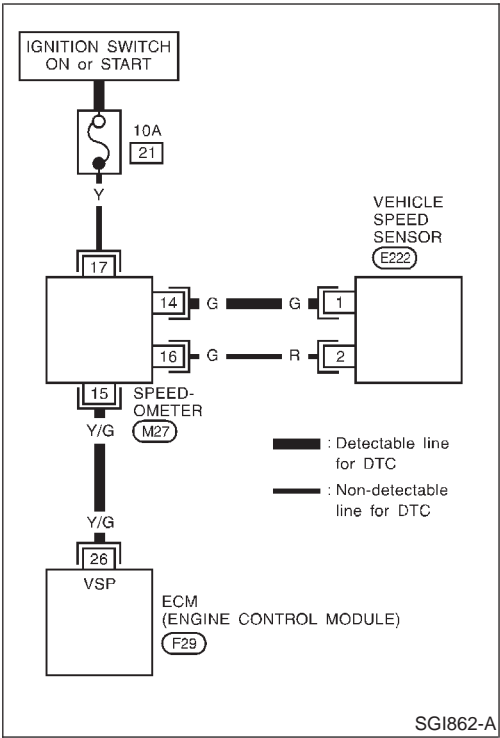 IGNITION SWITCH
ON or START
10A
21
Y
17
VEHICLE
SPEED
SENSOR
E222
14 G G 1
16 G R 2
15
SPEED-
OMETER
M27
Y/G
: Detectable line
for DTC
: Non-detectable
line for DTC
Y/G
26
VSP
ECM
(ENGINE CONTROL MODULE)
F29
SGI862-A